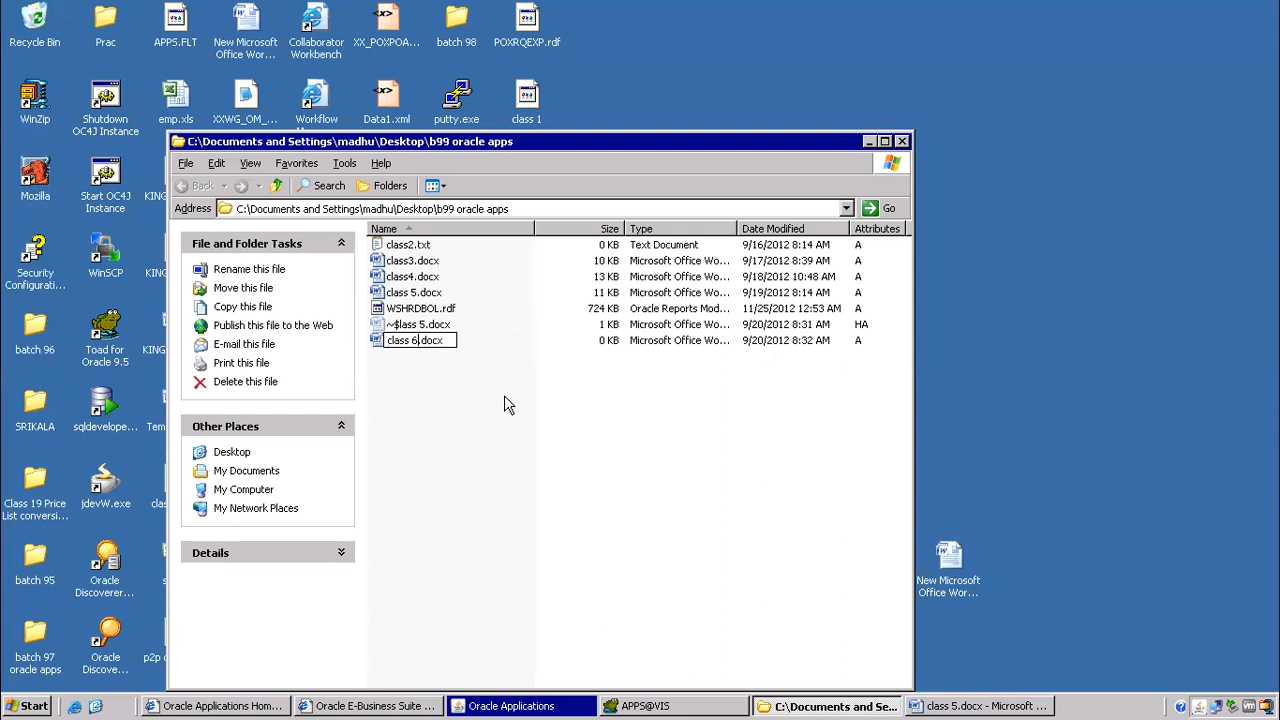 Recycle Bin
Prac
APPS.FLT
New Microsoft
Office Wor...
Collaborator
Workbench
XX_POXPOA...
batch 98
POXRQEXP.rdf
WinZip
Shutdown
OC4J Instance
emp.xls
XXWG_OM_...
Workflow
Data1.xml
putty.exe
class 1
C:\Documents and Settings\madhu\Desktop\b99 oracle apps
File Edit View Favorites Tools Help
Back Search Folders
Address C:\Documents and Settings\madhu\Desktop\b99 oracle apps Go
Mozilla
Start OC4J
Instance
KING
File and Folder Tasks
Rename this file
Move this file
Copy this file
Publish this file to the Web
E-mail this file
Print this file
Delete this file
Other Places
Desktop
My Documents
My Computer
My Network Places
Details
Name Size Type Date Modified Attributes
class2.txt 0 KB Text Document 9/16/2012 8:14 AM A
class3.docx 10 KB Microsoft Office Wo... 9/17/2012 8:39 AM A
class4.docx 13 KB Microsoft Office Wo... 9/18/2012 10:48 AM A
class 5.docx 11 KB Microsoft Office Wo... 9/19/2012 8:14 AM A
WSHRDBOL.rdf 724 KB Oracle Reports Mod... 11/25/2012 12:53 AM A
~$lass 5.docx 1 KB Microsoft Office Wo... 9/20/2012 8:31 AM HA
class 6.docx 0 KB Microsoft Office Wo... 9/20/2012 8:32 AM A
Security
Configurati...
WinSCP
batch 96
Toad for
Oracle 9.5
KING
SRIKALA
sqldevelope...
Tem
Class 19 Price
List conversi...
jdevW.exe
clas
batch 95
Oracle
Discoverer...
s
batch 97
oracle apps
Oracle
Discove...
p2p c
New Microsoft
Office Wor...
Start
Oracle Applications Hom...
Oracle E-Business Suite ...
Oracle Applications
APPS@VIS
C:\Documents and Se...
class 5.docx - Microsoft ...